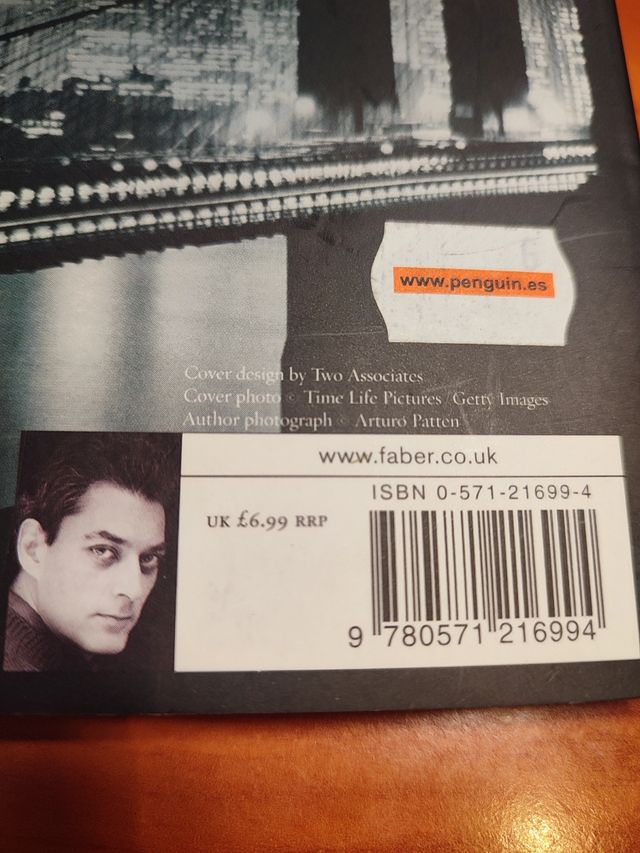 www.penguin.es
Cover design by Two Associates
Cover photo © Time Life Pictures / Getty Images
Author photograph © Arturo Patten
www.faber.co.uk
ISBN 0-571-21699-4
UK £6.99 RRP
9 780571 216994